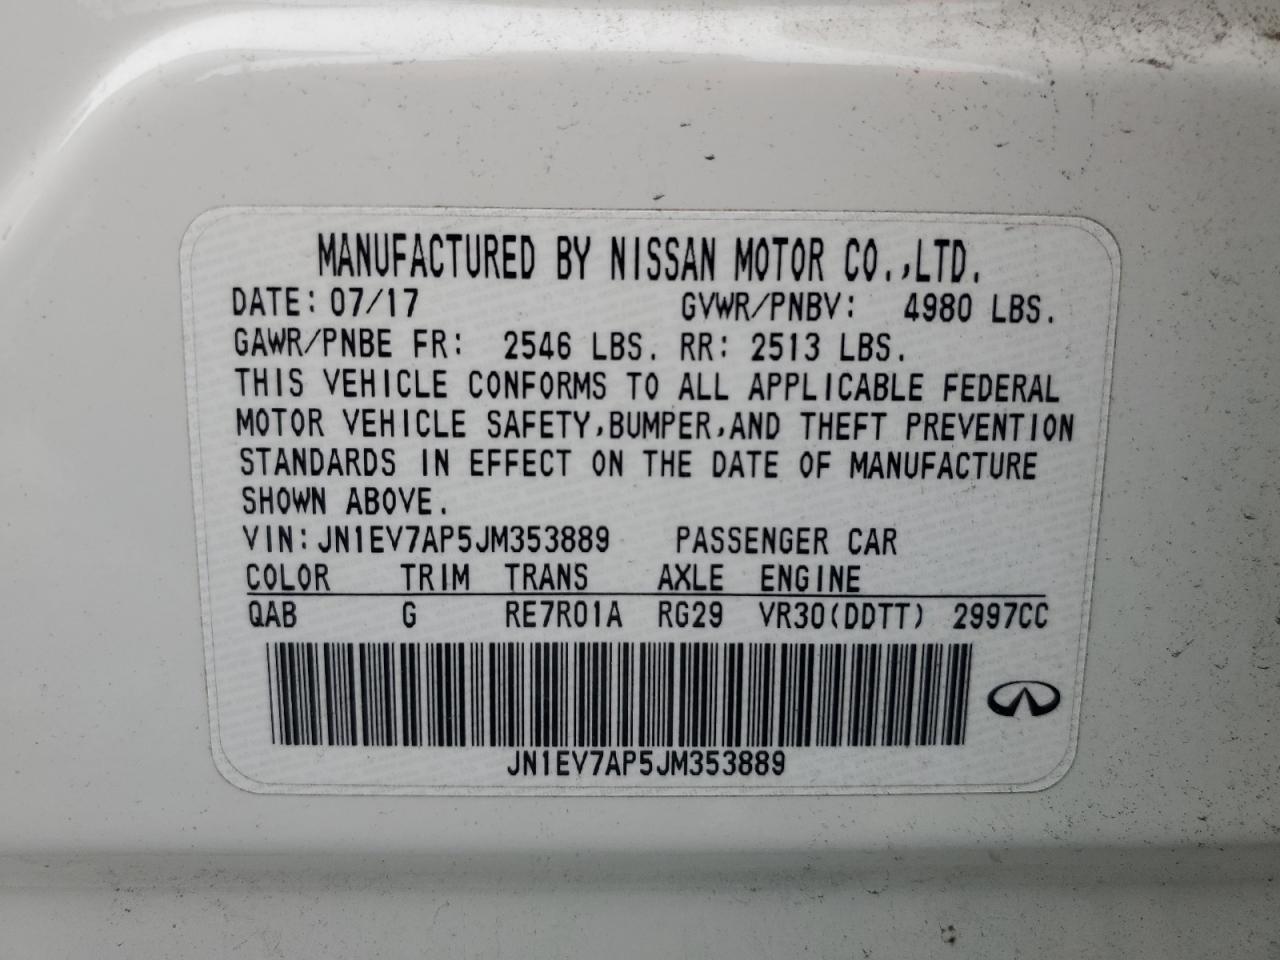 MANUFACTURED BY NISSAN MOTOR CO.,LTD.
DATE: 07/17 GVWR/PNBV: 4980 LBS.
GAWR/PNBE FR: 2546 LBS. RR: 2513 LBS.
THIS VEHICLE CONFORMS TO ALL APPLICABLE FEDERAL
MOTOR VEHICLE SAFETY,BUMPER,AND THEFT PREVENTION
STANDARDS IN EFFECT ON THE DATE OF MANUFACTURE
SHOWN ABOVE.
VIN:JN1EV7AP5JM353889 PASSENGER CAR
COLOR TRIM TRANS AXLE ENGINE
QAB G RE7R01A RG29 VR30(DDTT) 2997CC
JN1EV7AP5JM353889